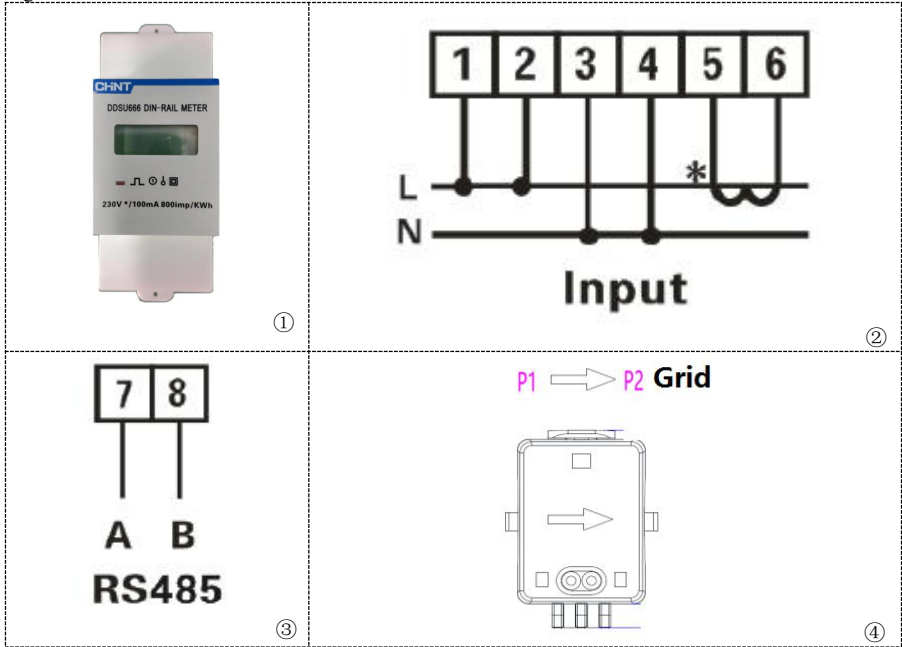 CHNT
DDSU666 DIN-RAIL METER
230V */100mA 800imp/KWh
①
1 2 3 4 5 6
*
L
N
Input
②
7 8
A B
RS485
③
P1 P2 Grid
④